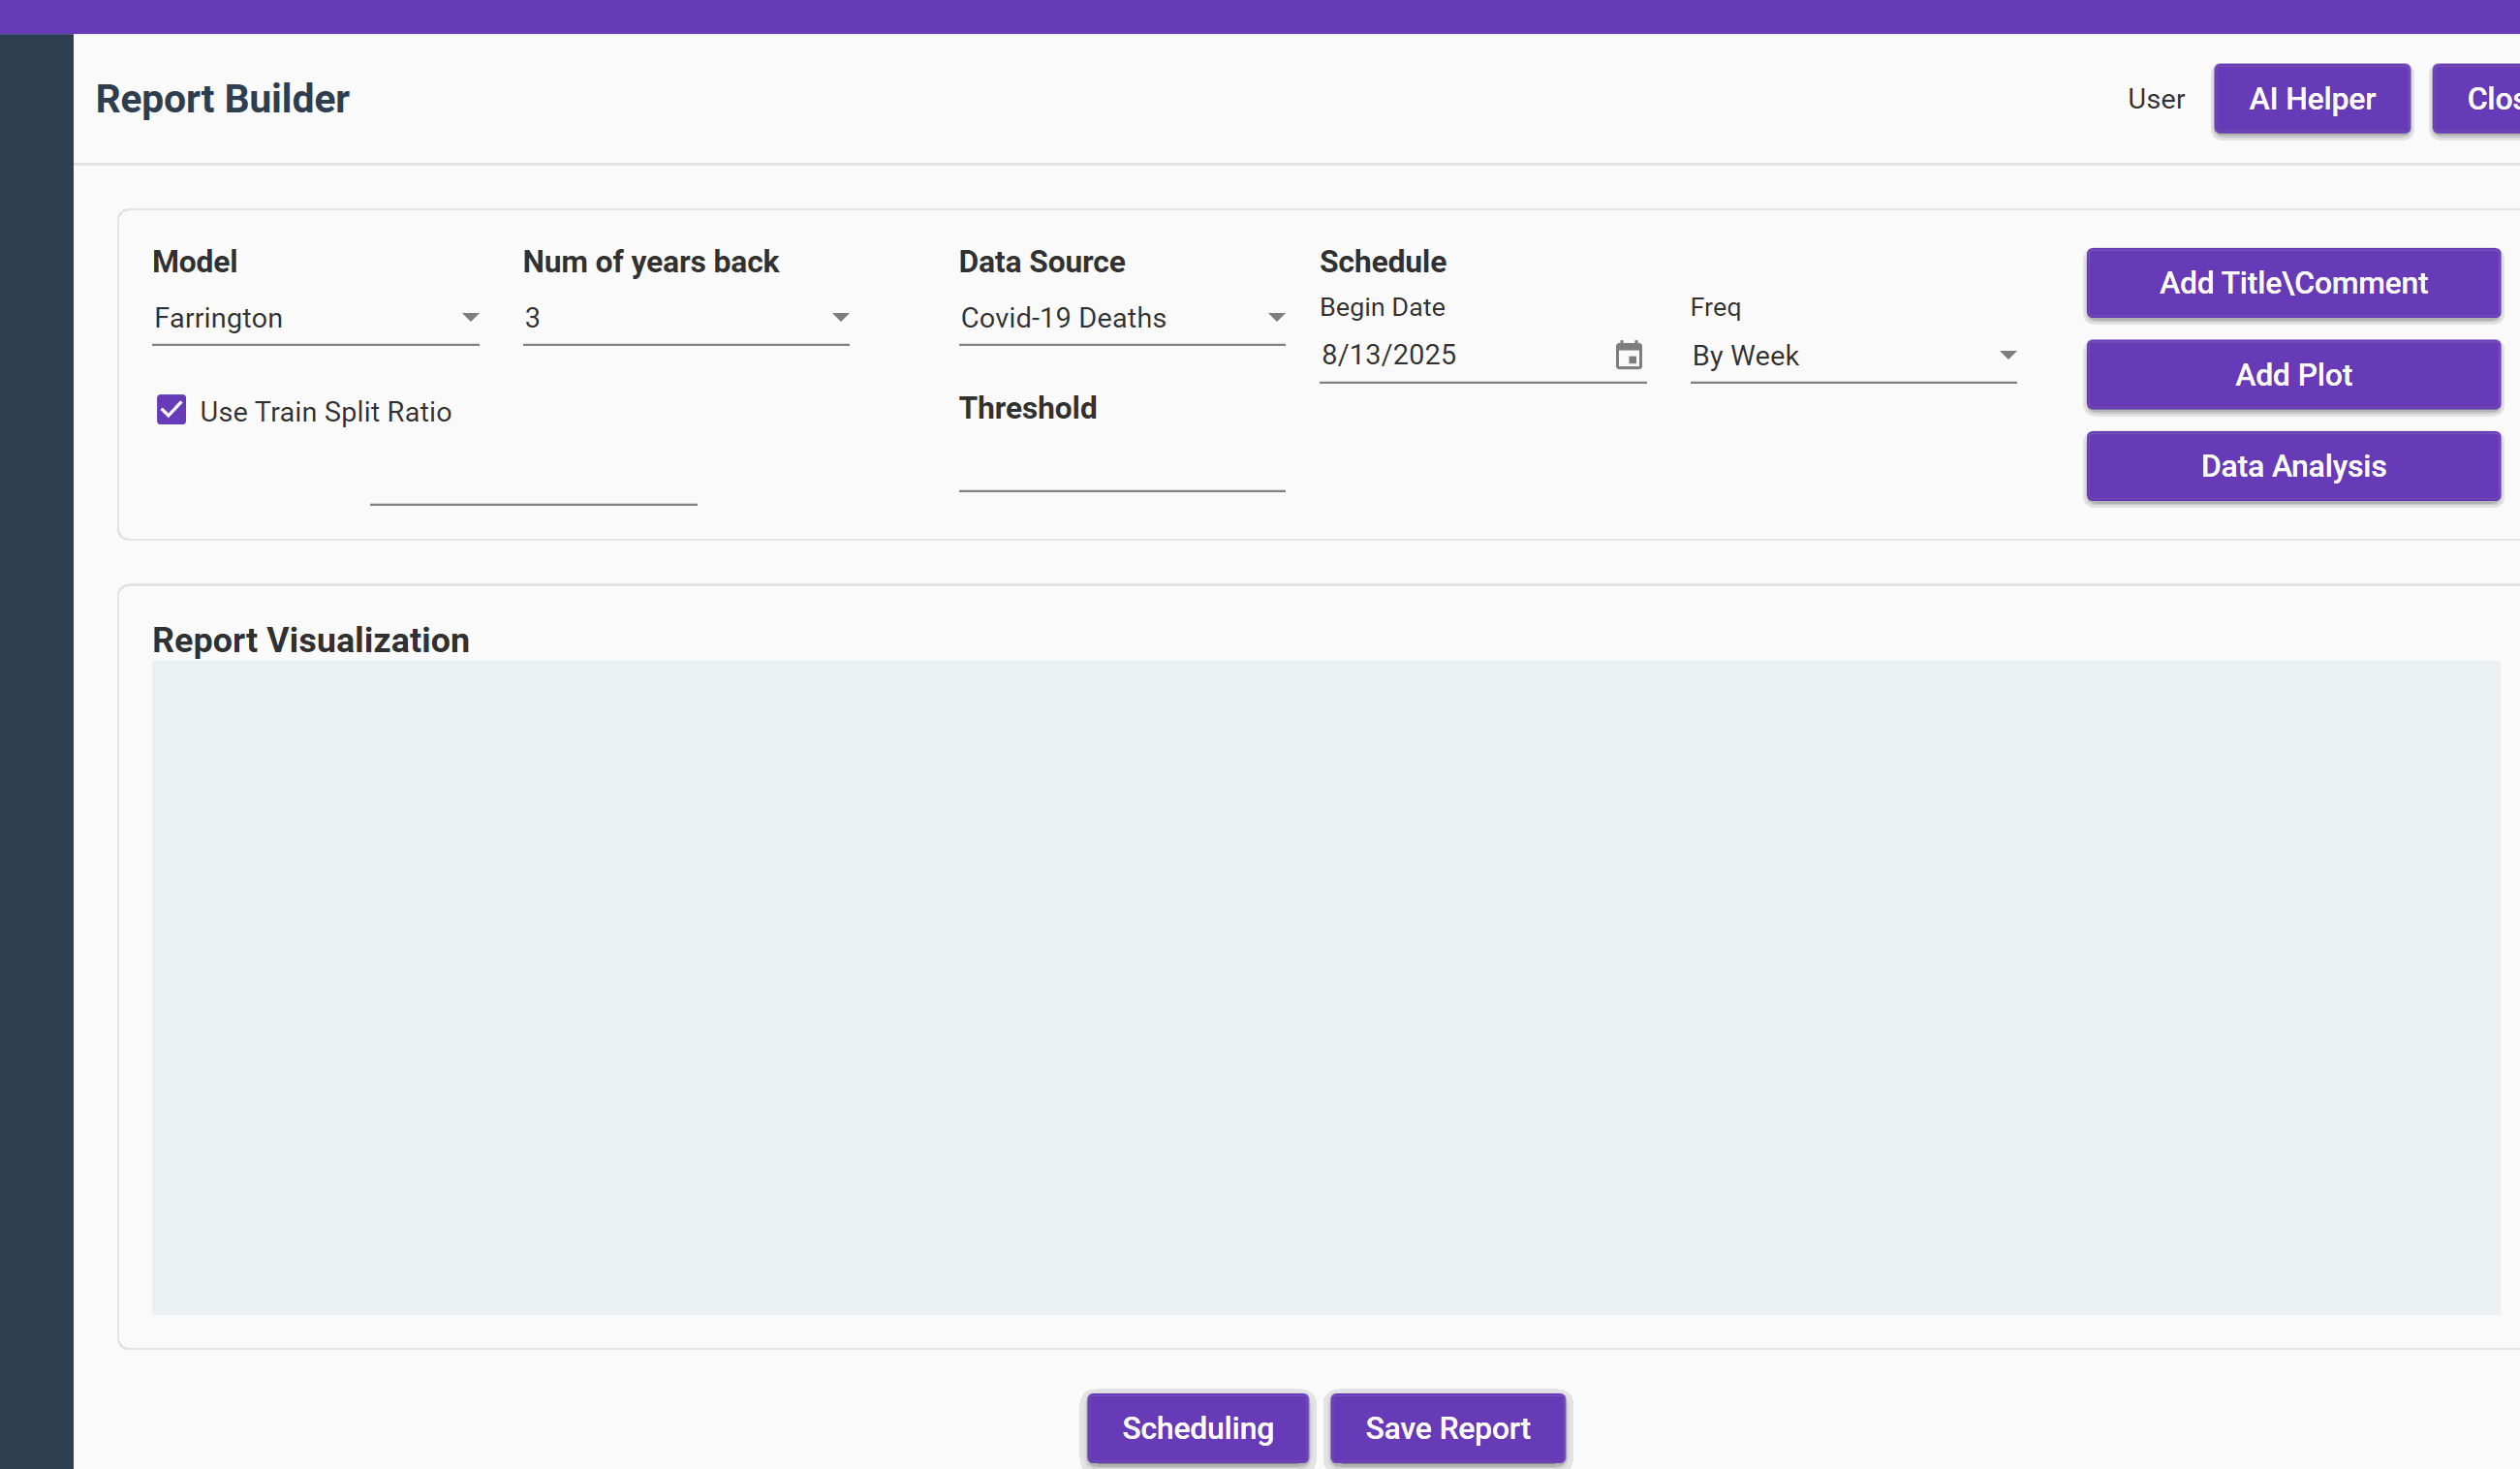 Report Builder
User
AI Helper
Clos
Model
Num of years back
Data Source
Schedule
Farrington
3
Covid-19 Deaths
Begin Date
Freq
8/13/2025
By Week
Use Train Split Ratio
Threshold
Add Title\Comment
Add Plot
Data Analysis
Report Visualization
Scheduling
Save Report